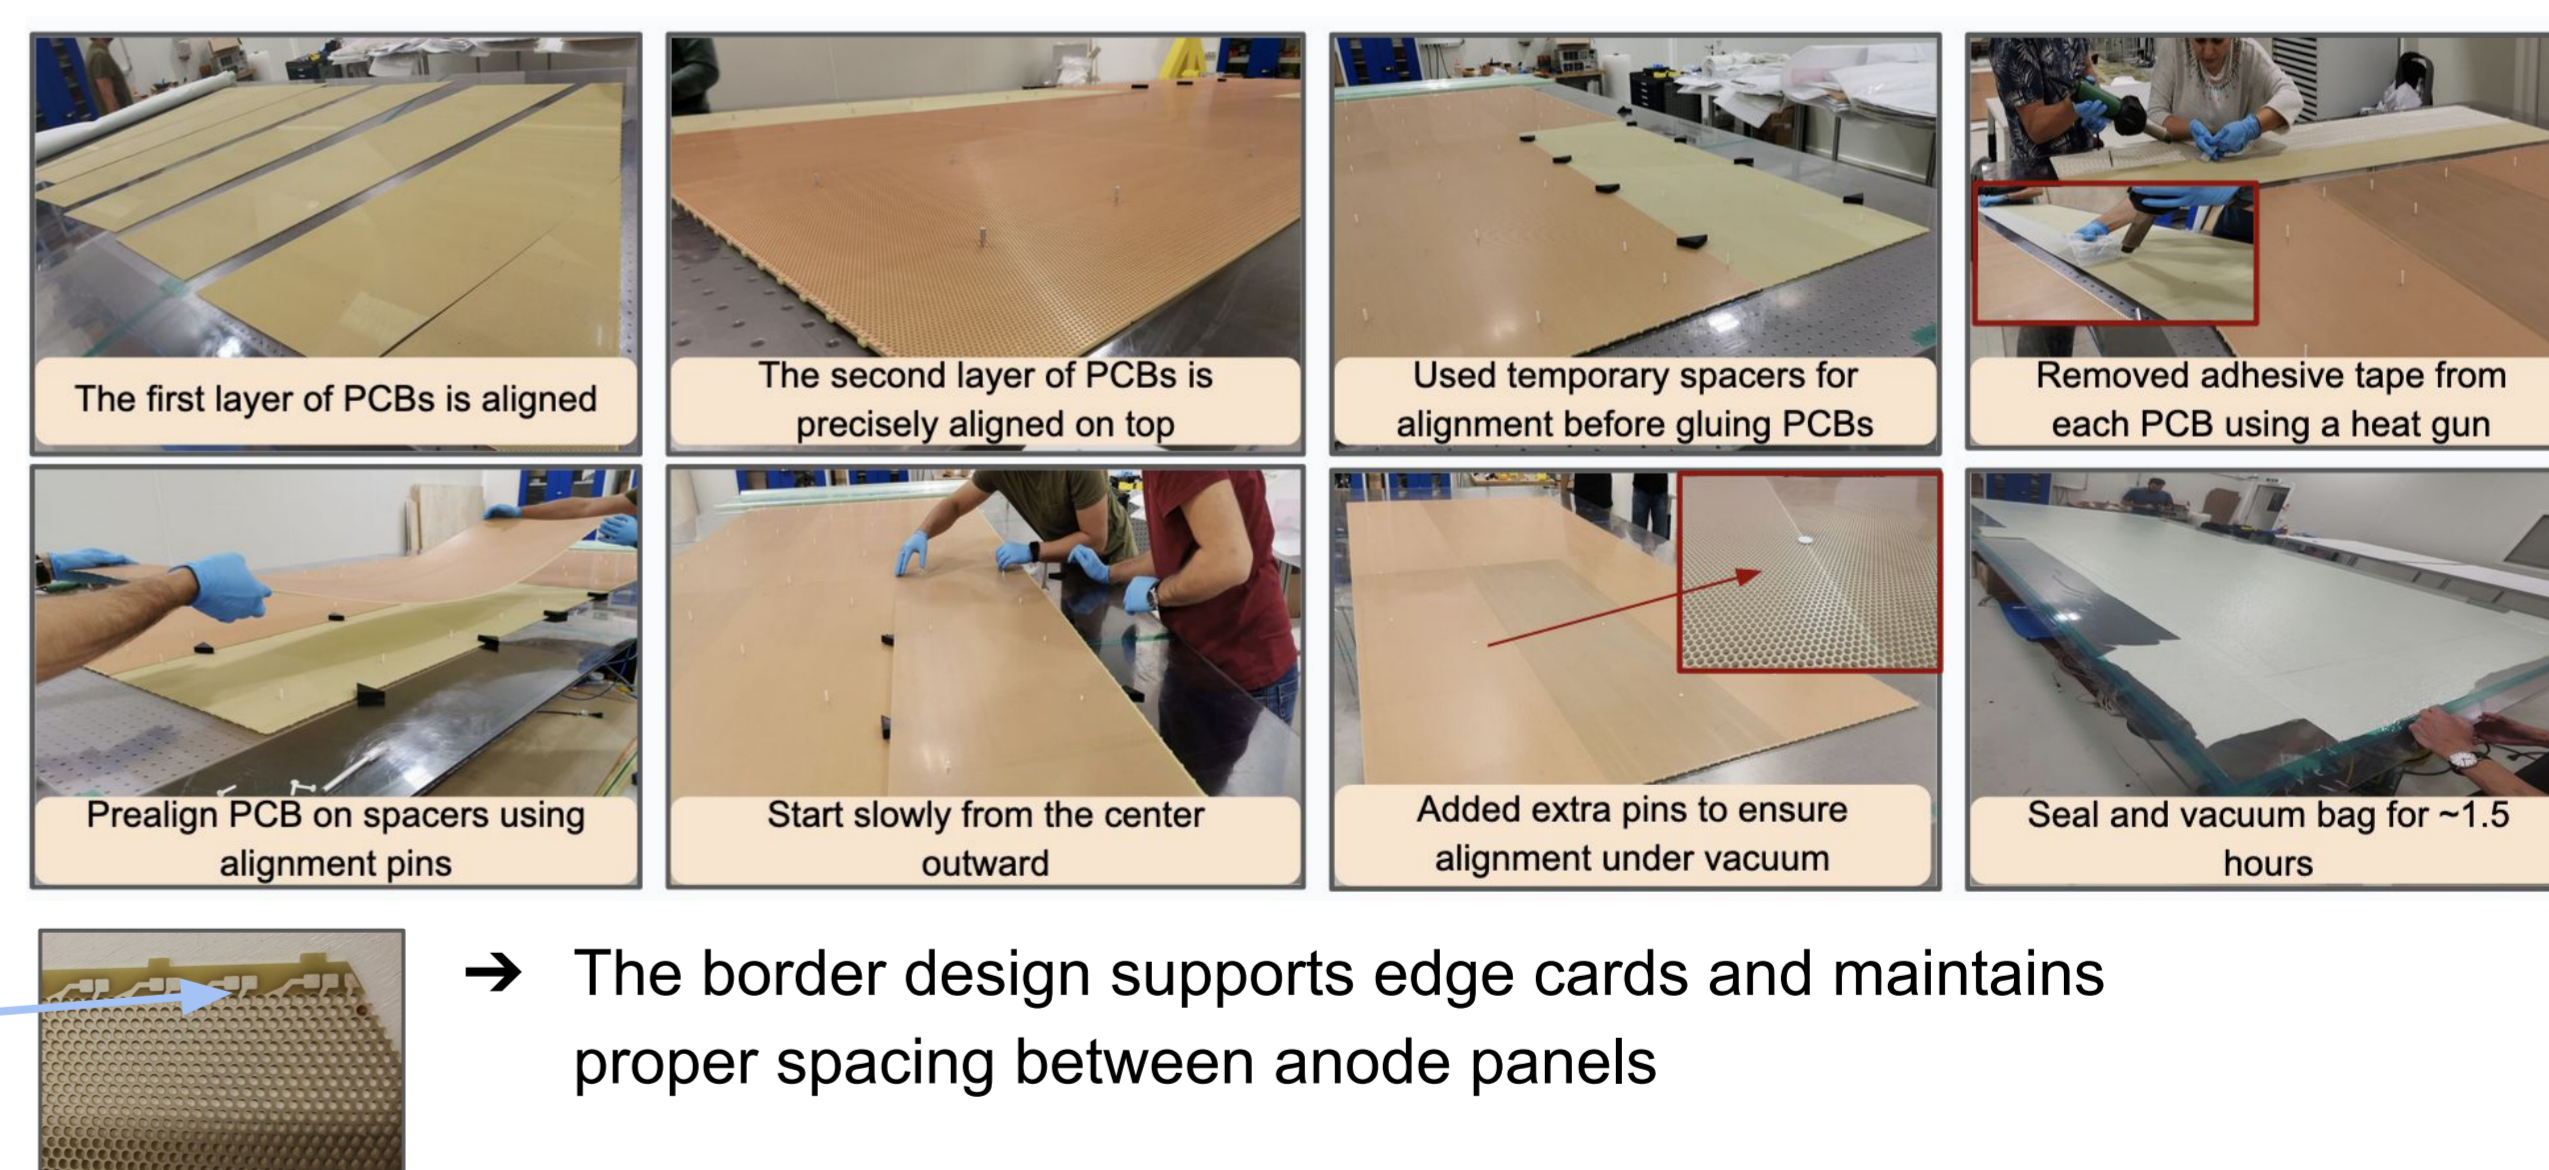 The first layer of PCBs is aligned
The second layer of PCBs is
precisely aligned on top
Used temporary spacers for
alignment before gluing PCBs
Removed adhesive tape from
each PCB using a heat gun
Prealign PCB on spacers using
alignment pins
Start slowly from the center
outward
Added extra pins to ensure
alignment under vacuum
Seal and vacuum bag for ~1.5
hours
➔ The border design supports edge cards and maintains
proper spacing between anode panels